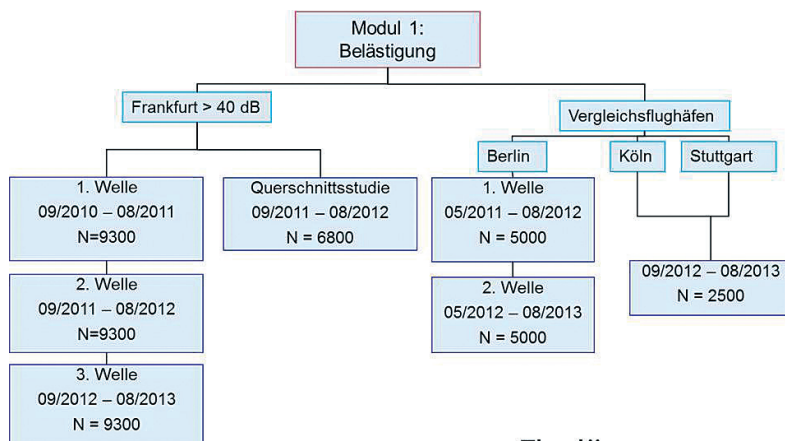 Modul 1:
Belästigung
Frankfurt > 40 dB
Vergleichsflughäfen
Berlin
Köln
Stuttgart
1. Welle
09/2010 – 08/2011
N=9300
Querschnittsstudie
09/2011 – 08/2012
N = 6800
1. Welle
05/2011 – 08/2012
N = 5000
09/2012 – 08/2013
N = 2500
2. Welle
09/2011 – 08/2012
N=9300
2. Welle
05/2012 – 08/2013
N = 5000
3. Welle
09/2012 – 08/2013
N = 9300